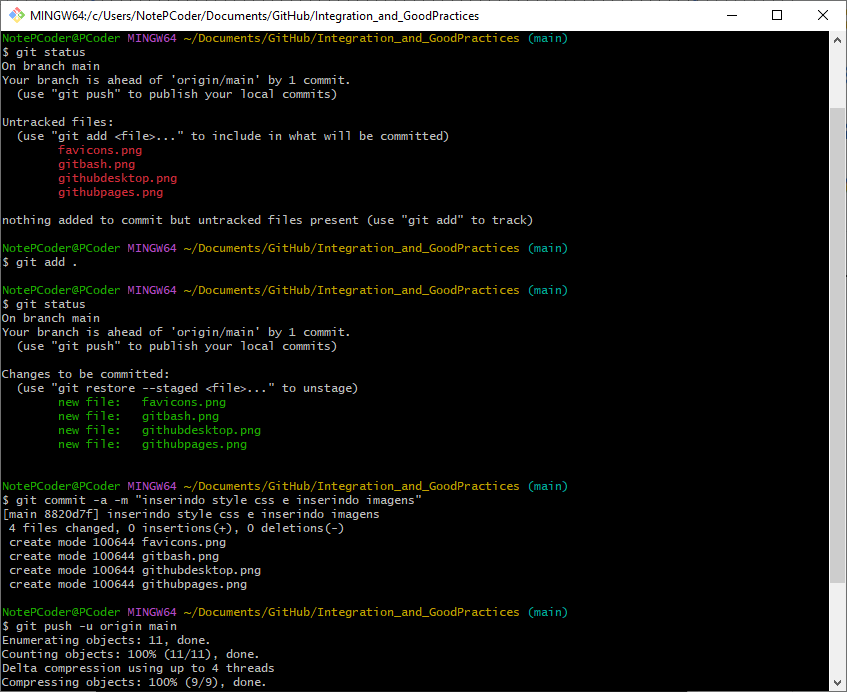 MINGW64:/c/Users/NotePCoder/Documents/GitHub/Integration_and_GoodPractices
NotePCoder@PCoder MINGW64 ~/Documents/GitHub/Integration_and_GoodPractices (main)
$ git status
On branch main
Your branch is ahead of 'origin/main' by 1 commit.
  (use "git push" to publish your local commits)

Untracked files:
  (use "git add <file>..." to include in what will be committed)
        favicons.png
        gitbash.png
        githubdesktop.png
        githubpages.png

nothing added to commit but untracked files present (use "git add" to track)

NotePCoder@PCoder MINGW64 ~/Documents/GitHub/Integration_and_GoodPractices (main)
$ git add .

NotePCoder@PCoder MINGW64 ~/Documents/GitHub/Integration_and_GoodPractices (main)
$ git status
On branch main
Your branch is ahead of 'origin/main' by 1 commit.
  (use "git push" to publish your local commits)

Changes to be committed:
  (use "git restore --staged <file>..." to unstage)
        new file:   favicons.png
        new file:   gitbash.png
        new file:   githubdesktop.png
        new file:   githubpages.png

NotePCoder@PCoder MINGW64 ~/Documents/GitHub/Integration_and_GoodPractices (main)
$ git commit -a -m "inserindo style css e inserindo imagens"
[main 8820d7f] inserindo style css e inserindo imagens
 4 files changed, 0 insertions(+), 0 deletions(-)
 create mode 100644 favicons.png
 create mode 100644 gitbash.png
 create mode 100644 githubdesktop.png
 create mode 100644 githubpages.png

NotePCoder@PCoder MINGW64 ~/Documents/GitHub/Integration_and_GoodPractices (main)
$ git push -u origin main
Enumerating objects: 11, done.
Counting objects: 100% (11/11), done.
Delta compression using up to 4 threads
Compressing objects: 100% (9/9), done.